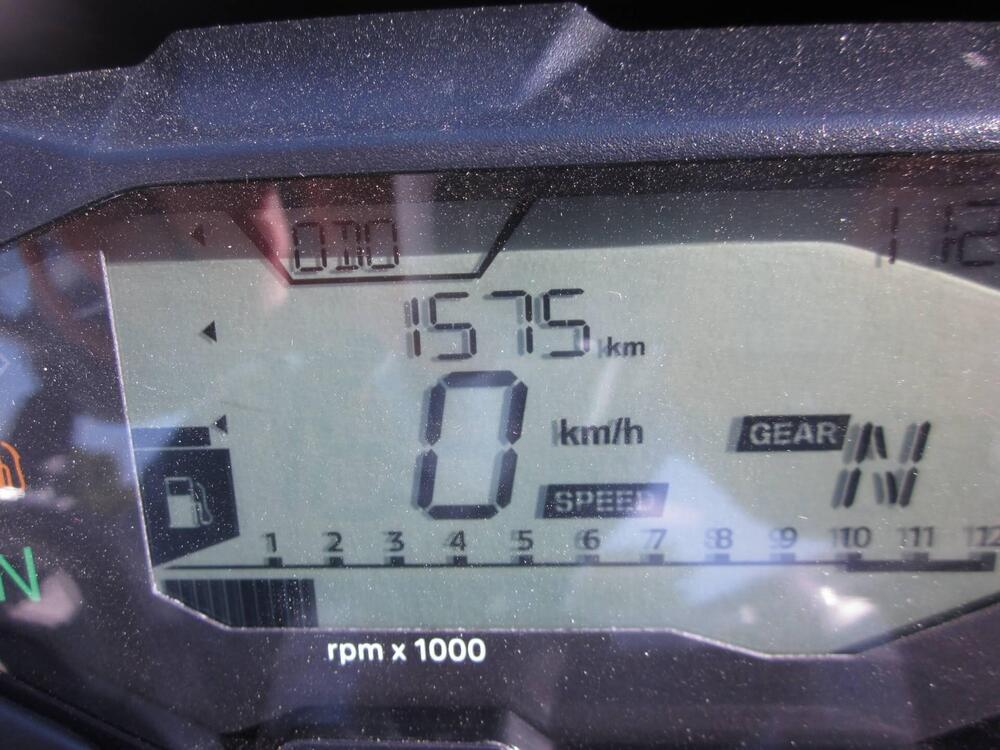 ODO
1575 km
0 km/h
SPEED
GEAR N
1 2 3 4 5 6 7 8 9 10 11 12
N
rpm x 1000